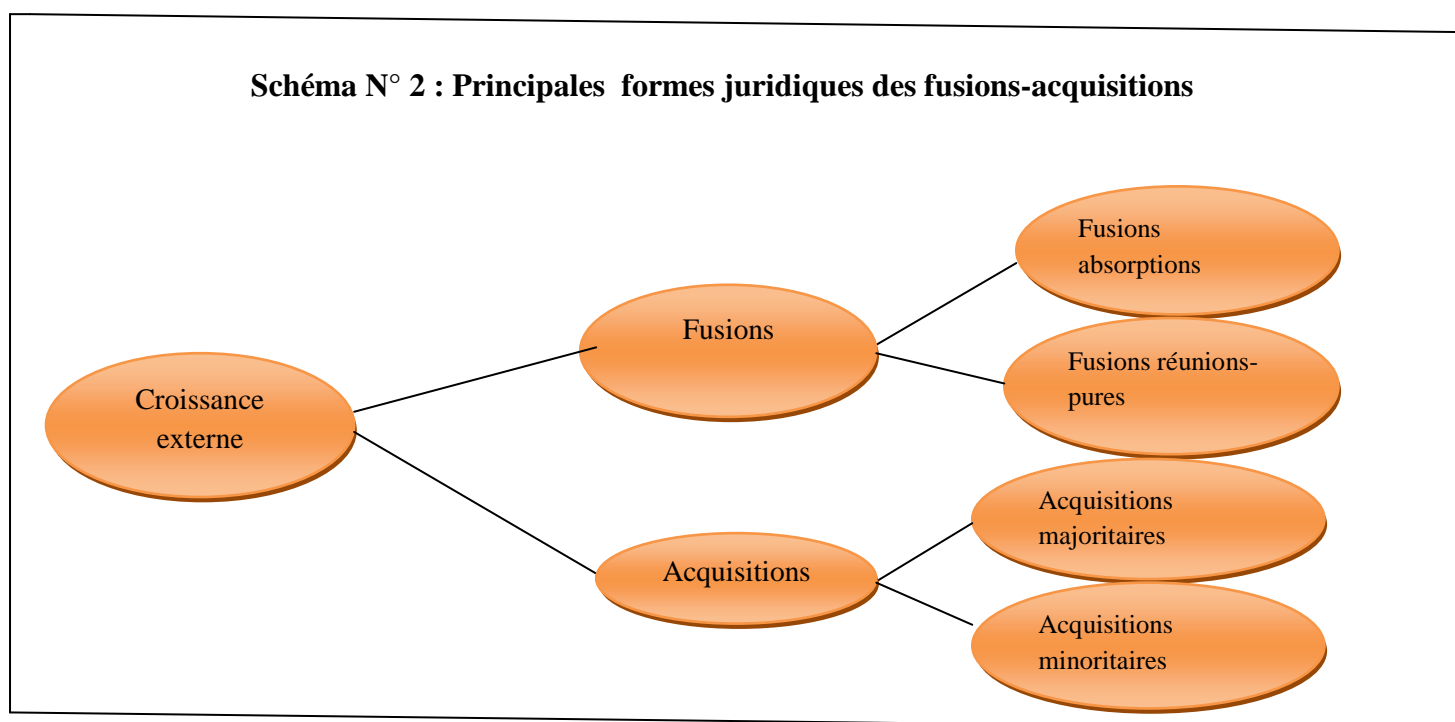 Schéma N° 2 : Principales formes juridiques des fusions-acquisitions
Fusions
absorptions
Fusions
Fusions réunions-
pures
Croissance
externe
Acquisitions
majoritaires
Acquisitions
Acquisitions
minoritaires